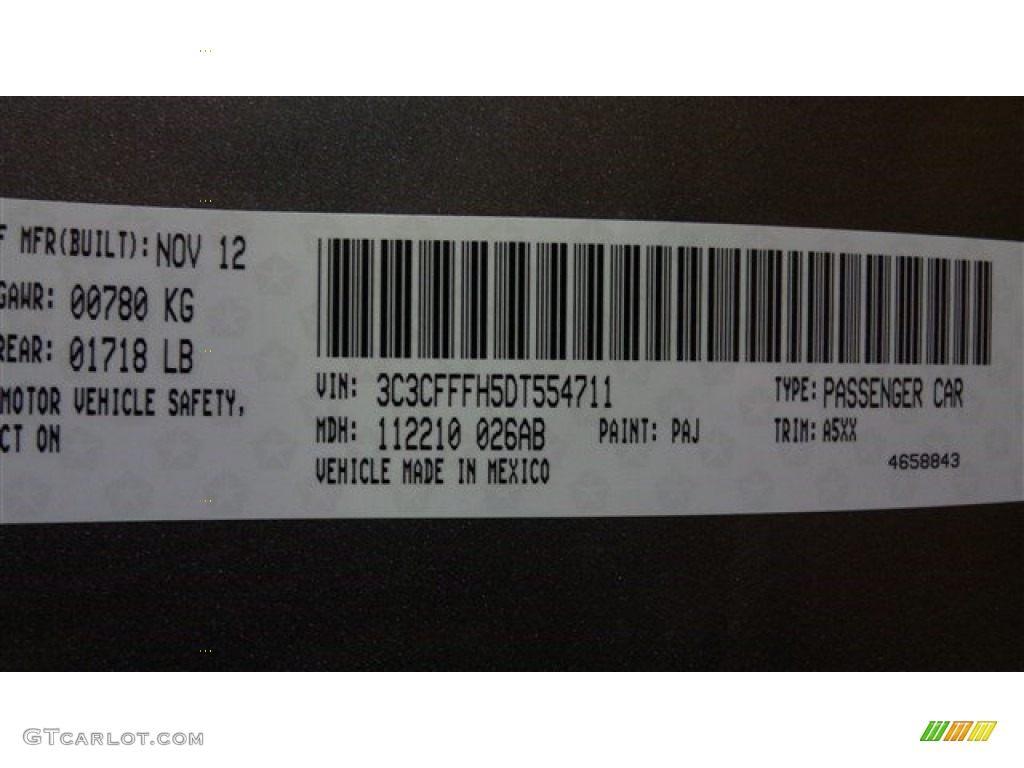 F MFR(BUILT): NOV 12
GAWR: 00780 KG
REAR: 01718 LB
MOTOR VEHICLE SAFETY,
CT ON
VIN: 3C3CFFFH5DT554711
TYPE: PASSENGER CAR
MDH: 112210 026AB
PAINT: PAJ
TRIM: A5XX
VEHICLE MADE IN MEXICO
4658843
GTCARLOT.COM